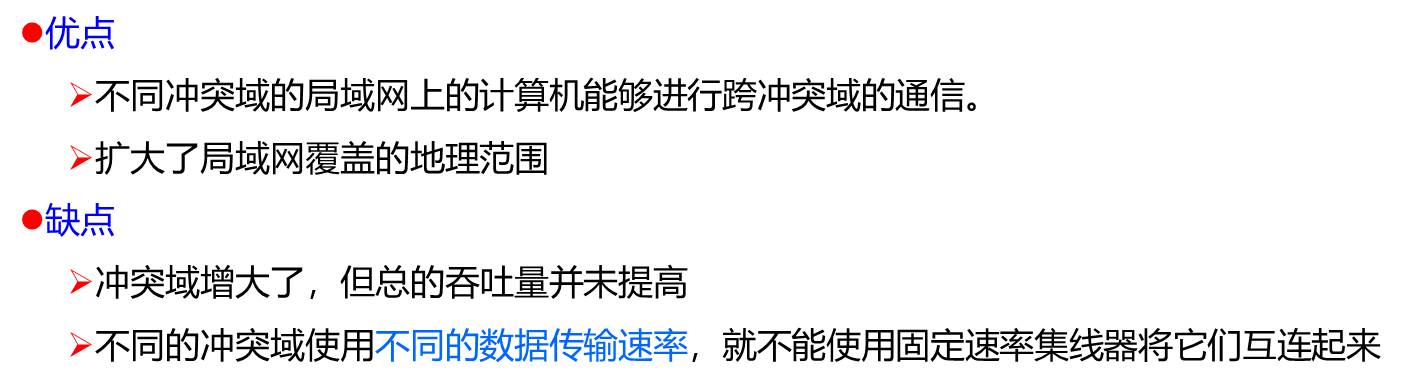 ●优点
➢不同冲突域的局域网上的计算机能够进行跨冲突域的通信。
➢扩大了局域网覆盖的地理范围
●缺点
➢冲突域增大了，但总的吞吐量并未提高
➢不同的冲突域使用不同的数据传输速率，就不能使用固定速率集线器将它们互连起来